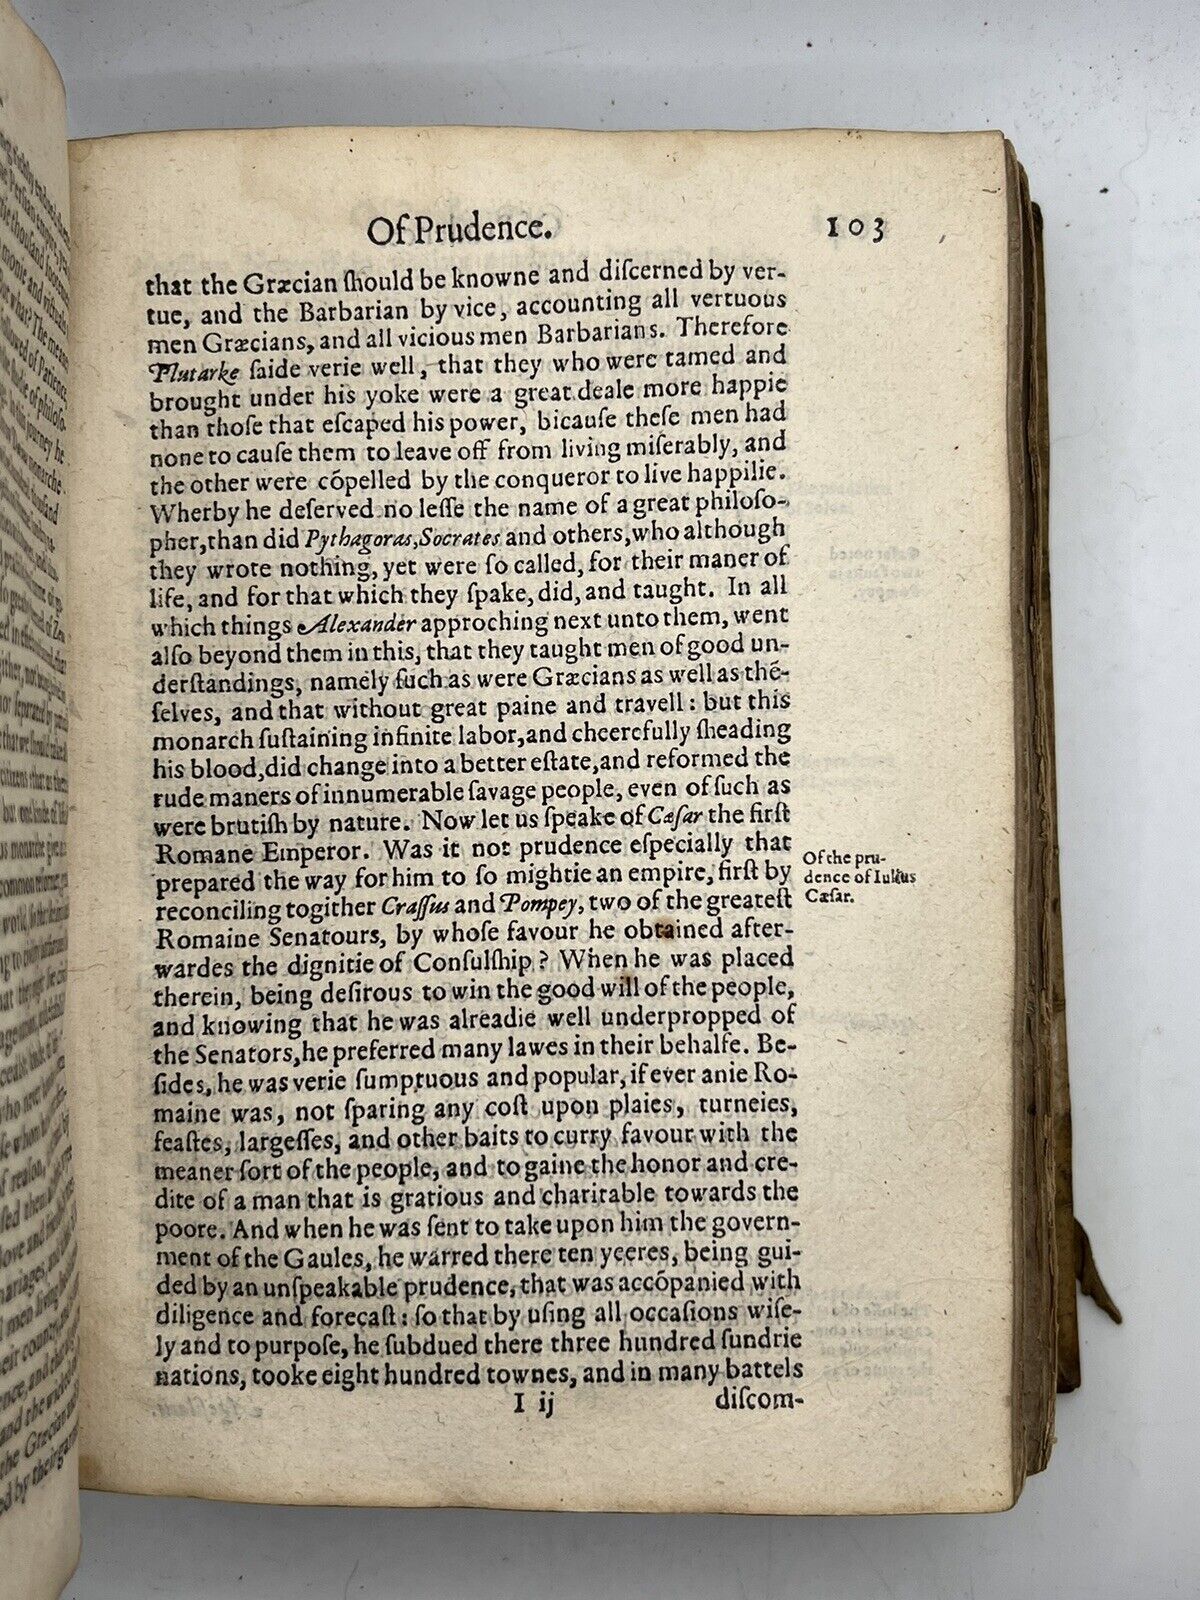 Of Prudence. 103
that the Græcian ſhould be knowne and diſcerned by ver-
tue, and the Barbarian by vice, accounting all vertuous
men Græcians, and all vicious men Barbarians. Therefore
Plutarke ſaide verie well, that they who were tamed and
brought under his yoke were a great deale more happie
than thoſe that eſcaped his power, bicauſe theſe men had
none to cauſe them to leave off from living miſerably, and
the other were cõpelled by the conqueror to live happilie.
Wherby he deſerved no leſſe the name of a great philoſo-
pher, than did Pythagoras, Socrates and others, who although
they wrote nothing, yet were ſo called, for their maner of
life, and for that which they ſpake, did, and taught. In all
which things Alexander approching next unto them, went
alſo beyond them in this, that they taught men of good un-
derſtandings, namely ſuch as were Græcians as well as thē-
ſelves, and that without great paine and travell: but this
monarch ſuſtaining infinite labor, and cheerefully ſheading
his blood, did change into a better eſtate, and reformed the
rude maners of innumerable ſavage people, even of ſuch as
were brutiſh by nature. Now let us ſpeake of Cæſar the firſt
Romane Emperor. Was it not prudence eſpecially that
prepared the way for him to ſo mightie an empire, firſt by
reconciling togither Craſſus and Pompey, two of the greateſt
Romaine Senatours, by whoſe favour he obtained after-
wardes the dignitie of Conſulſhip? When he was placed
therein, being deſirous to win the good will of the people,
and knowing that he was alreadie well underpropped of
the Senators, he preferred many lawes in their behalfe. Be-
ſides, he was verie ſumptuous and popular, if ever anie Ro-
maine was, not ſparing any coſt upon plaies, turneies,
feaſtes, largeſſes, and other baits to curry favour with the
meaner ſort of the people, and to gaine the honor and cre-
dite of a man that is gratious and charitable towards the
poore. And when he was ſent to take upon him the govern-
ment of the Gaules, he warred there ten yeeres, being gui-
ded by an unſpeakable prudence, that was accõpanied with
diligence and forecaſt: ſo that by uſing all occaſions wiſe-
ly and to purpoſe, he ſubdued there three hundred ſundrie
nations, tooke eight hundred townes, and in many battels
I ij diſcom-
Of the pru-
dence of Iulius
Cæſar.